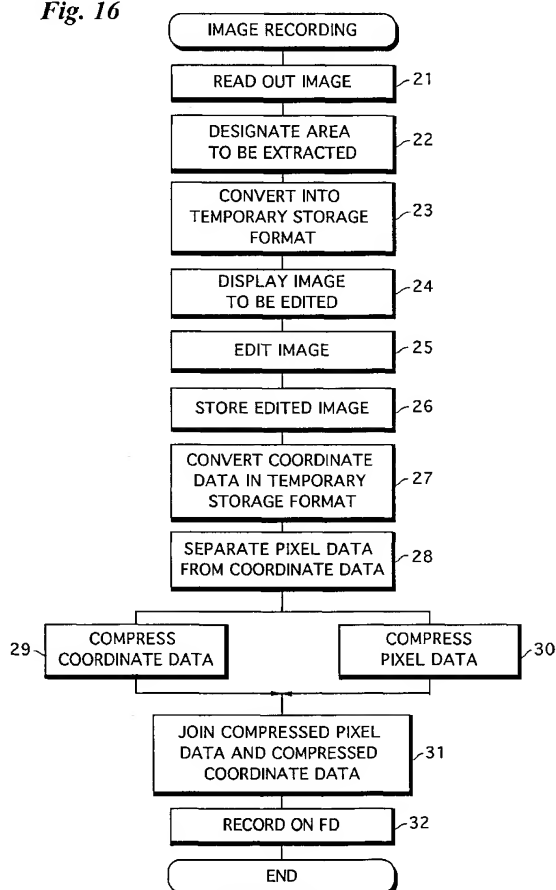 Fig. 16
IMAGE RECORDING
READ OUT IMAGE
21
DESIGNATE AREA
TO BE EXTRACTED
22
CONVERT INTO
TEMPORARY STORAGE
FORMAT
23
DISPLAY IMAGE
TO BE EDITED
24
EDIT IMAGE
25
STORE EDITED IMAGE
26
CONVERT COORDINATE
DATA IN TEMPORARY
STORAGE FORMAT
27
SEPARATE PIXEL DATA
FROM COORDINATE DATA
28
29
COMPRESS
COORDINATE DATA
COMPRESS
PIXEL DATA
30
JOIN COMPRESSED PIXEL
DATA AND COMPRESSED
COORDINATE DATA
31
RECORD ON FD
32
END